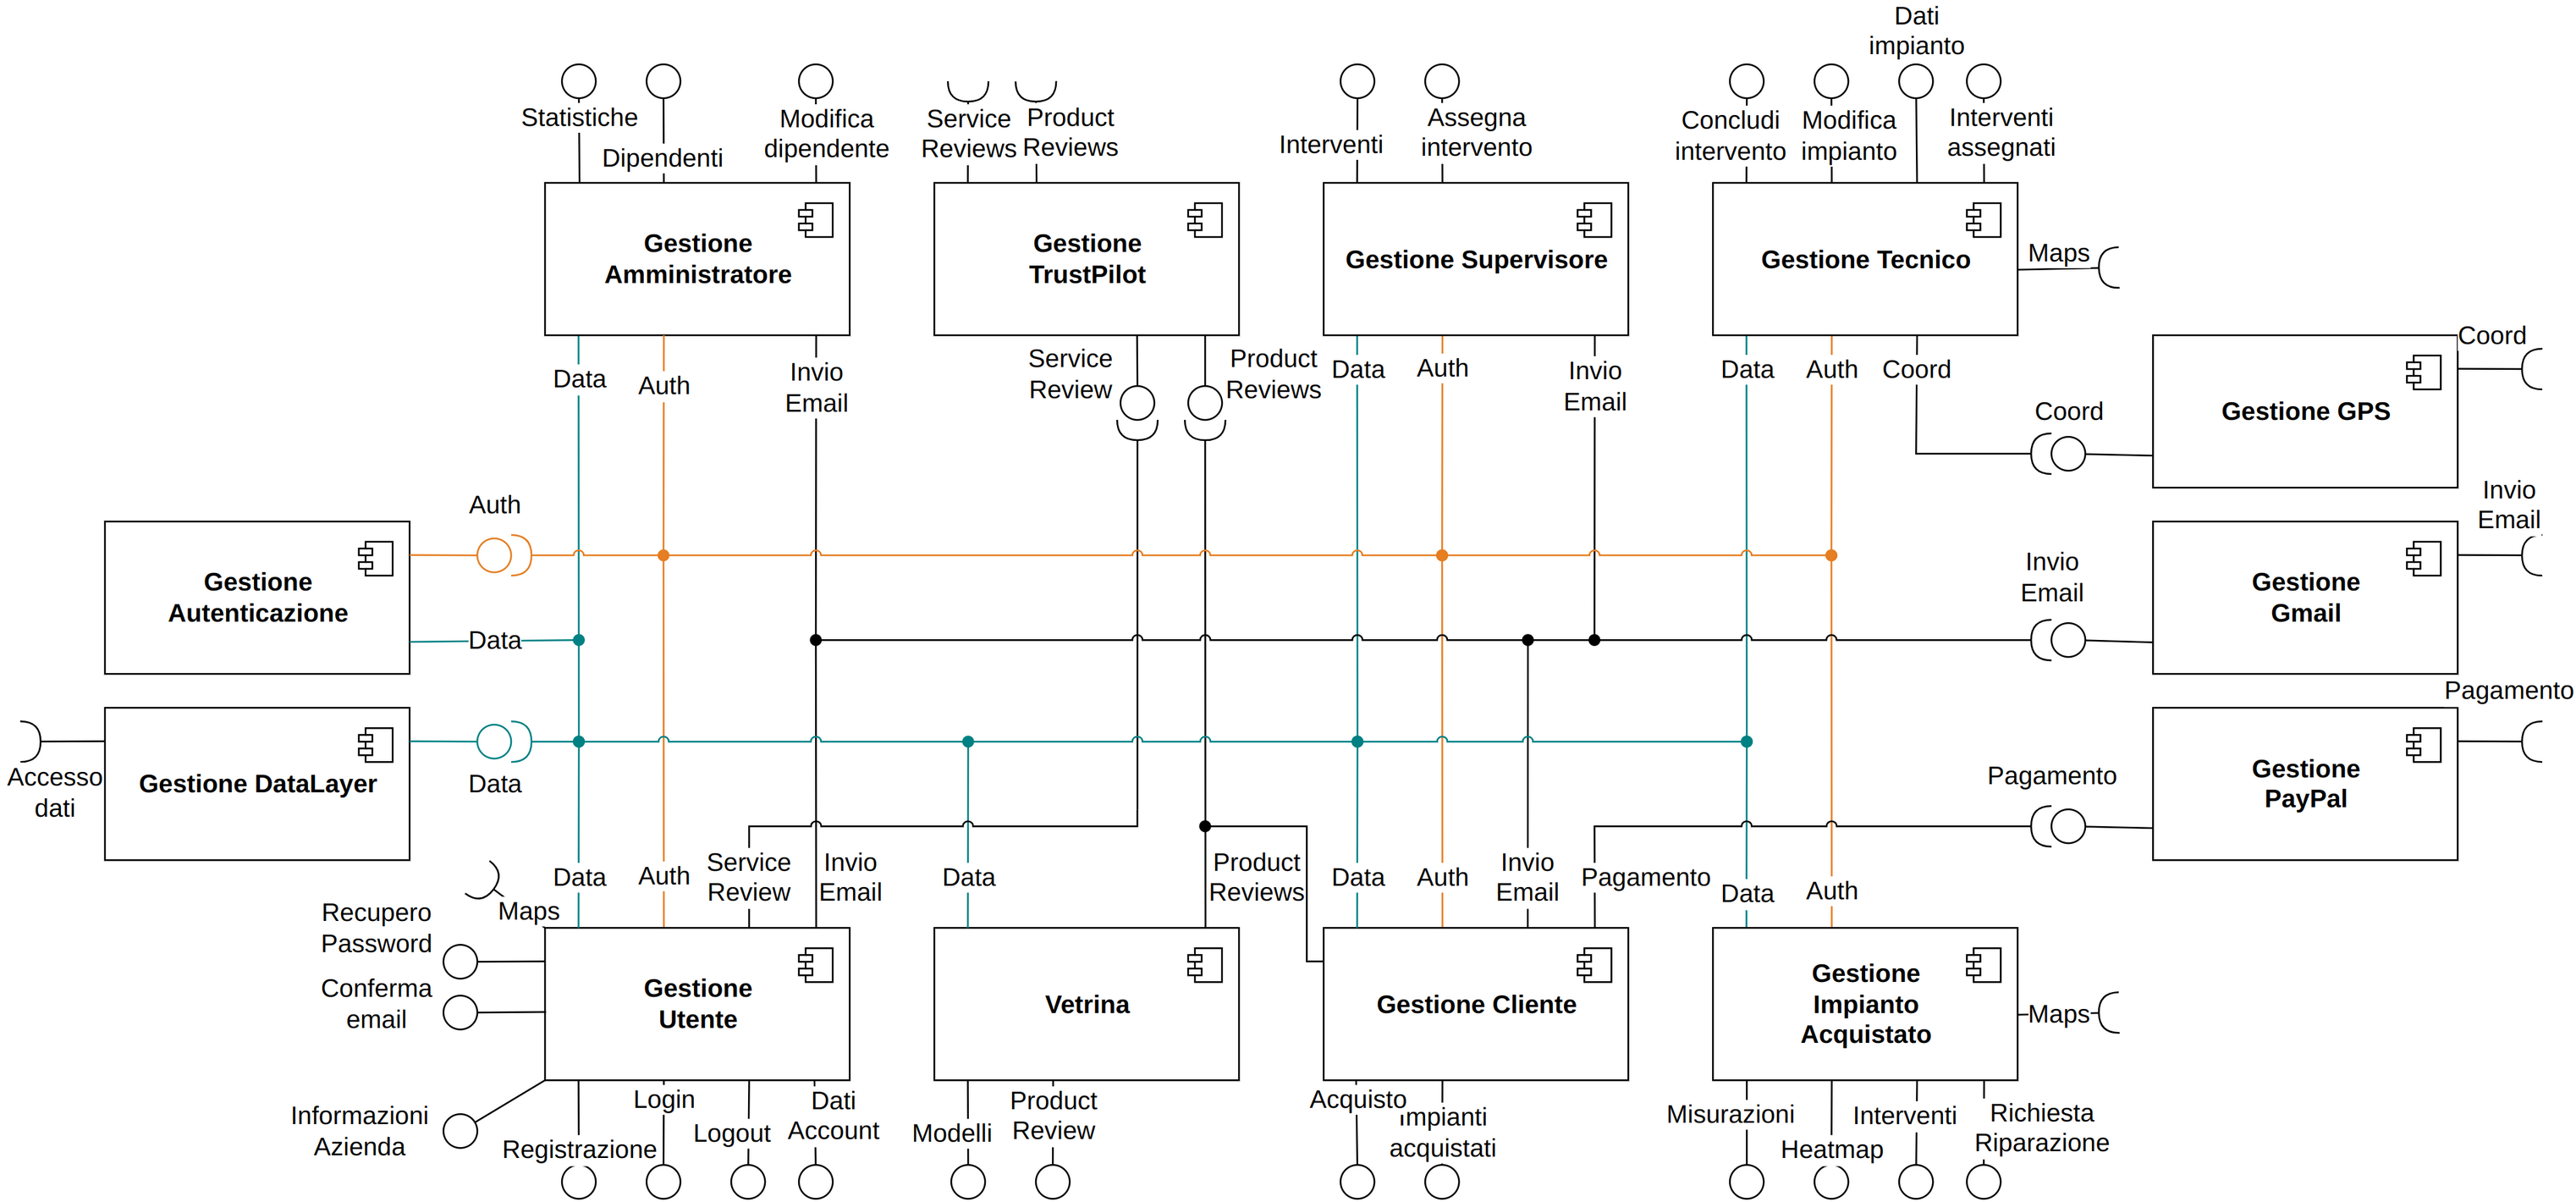 Dati
impianto
Statistiche
Dipendenti
Modifica
dipendente
Service
Reviews
Product
Reviews
Interventi
Assegna
intervento
Concludi
intervento
Modifica
impianto
Interventi
assegnati
Gestione
Amministratore
Gestione
TrustPilot
Gestione Supervisore
Gestione Tecnico
Maps
Data
Auth
Invio
Email
Service
Review
Product
Reviews
Data
Auth
Invio
Email
Data
Auth
Coord
Coord
Coord
Gestione GPS
Auth
Gestione
Autenticazione
Data
Invio
Email
Invio
Email
Gestione
Gmail
Accesso
dati
Gestione DataLayer
Data
Pagamento
Pagamento
Gestione
PayPal
Maps
Data
Auth
Service
Review
Invio
Email
Data
Product
Reviews
Data
Auth
Invio
Email
Pagamento
Data
Auth
Recupero
Password
Conferma
email
Informazioni
Azienda
Gestione
Utente
Vetrina
Gestione Cliente
Gestione
Impianto
Acquistato
Maps
Registrazione
Login
Logout
Dati
Account
Modelli
Product
Review
Acquisto
Impianti
acquistati
Misurazioni
Heatmap
Interventi
Richiesta
Riparazione